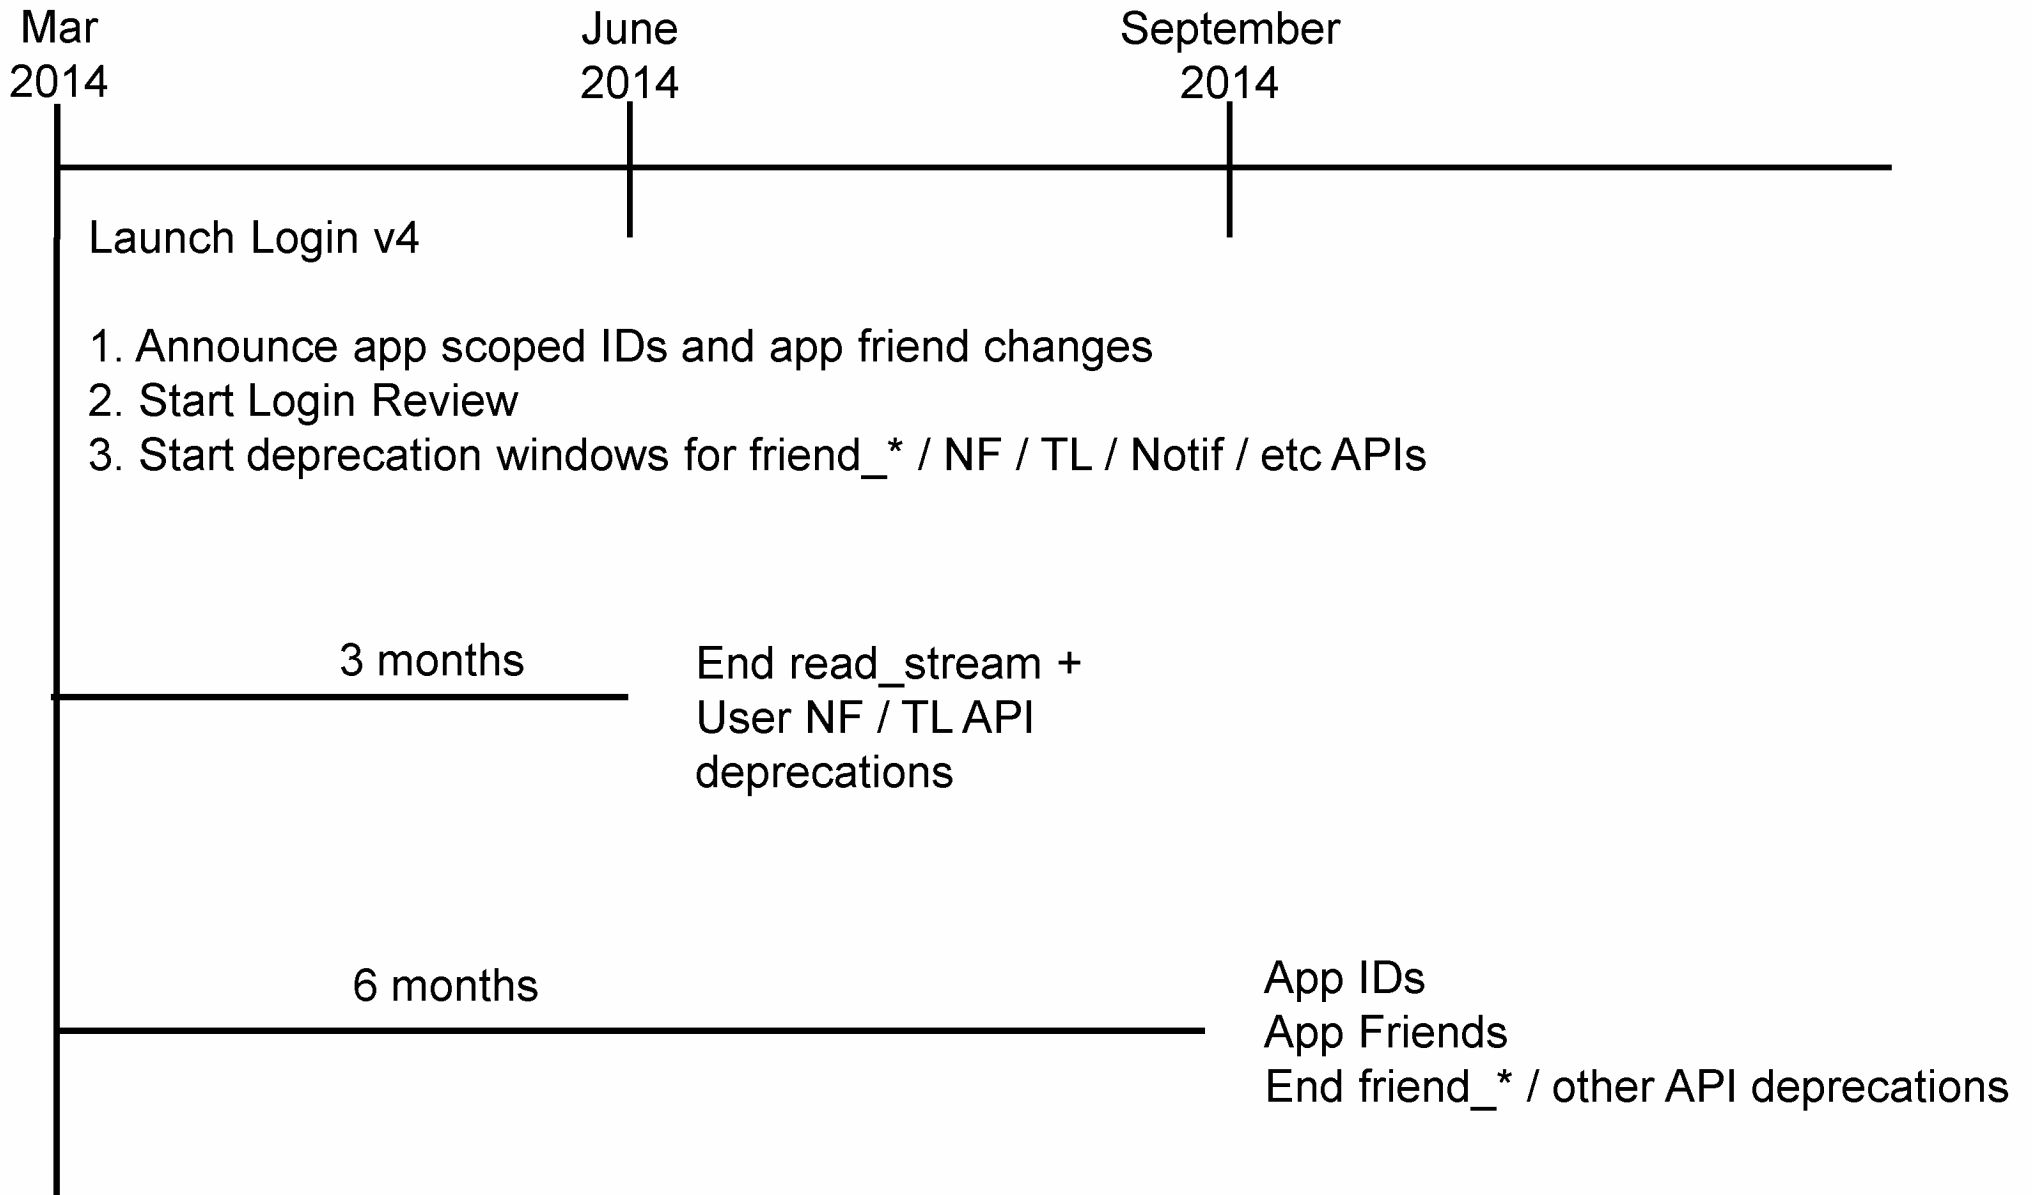 Mar
2014
June
2014
September
2014
Launch Login v4
1. Announce app scoped IDs and app friend changes
2. Start Login Review
3. Start deprecation windows for friend_* / NF / TL / Notif / etc APIs
3 months
End read_stream +
User NF / TL API
deprecations
6 months
App IDs
App Friends
End friend_* / other API deprecations